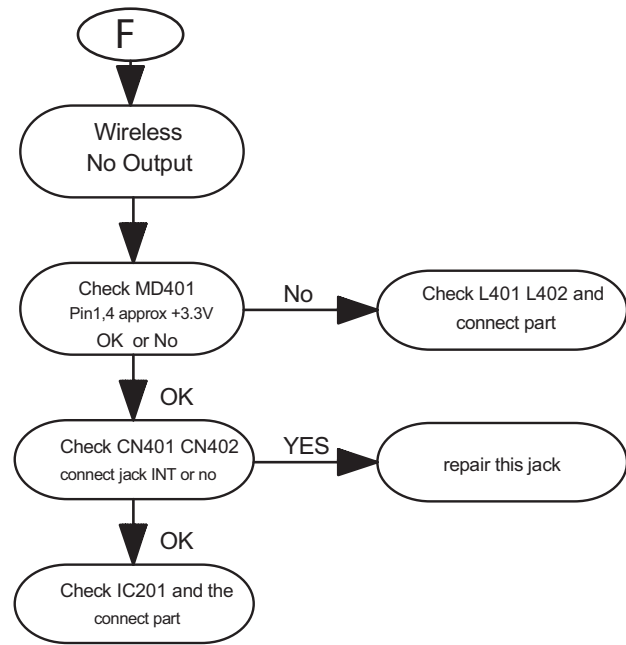 F
Wireless
No Output
Check MD401
Pin1,4 approx +3.3V
OK or No
No
Check L401 L402 and
connect part
OK
Check CN401 CN402
connect jack INT or no
YES
repair this jack
OK
Check IC201 and the
connect part